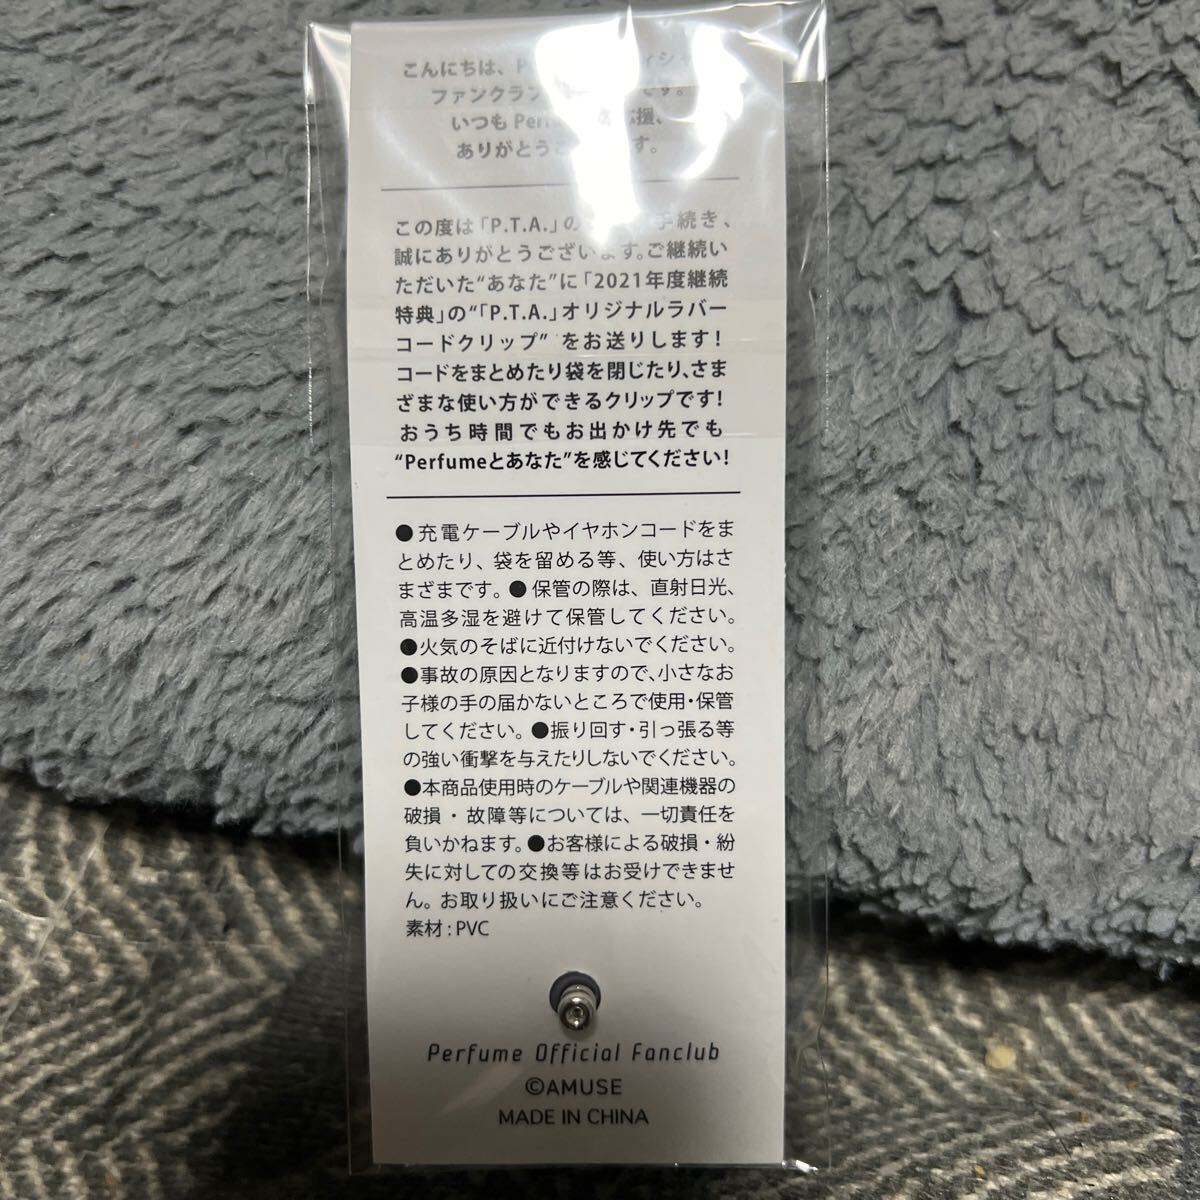 こんにちは、
ファンクラブ です。
いつも Perfume 応援、
ありがとうございます。
この度は「P.T.A.」の 手続き、
誠にありがとうございます。ご継続い
ただいた“あなた”に「2021年度継続
特典」の“「P.T.A.」オリジナルラバー
コードクリップ” をお送りします!
コードをまとめたり袋を閉じたり、さま
ざまな使い方ができるクリップです!
おうち時間でもお出かけ先でも
“Perfumeとあなた”を感じてください!
●充電ケーブルやイヤホンコードをま
とめたり、袋を留める等、使い方はさ
まざまです。●保管の際は、直射日光、
高温多湿を避けて保管してください。
●火気のそばに近付けないでください。
●事故の原因となりますので、小さなお
子様の手の届かないところで使用・保管
してください。●振り回す・引っ張る等
の強い衝撃を与えたりしないでください。
●本商品使用時のケーブルや関連機器の
破損・故障等については、一切責任を
負いかねます。●お客様による破損・紛
失に対しての交換等はお受けできませ
ん。お取り扱いにご注意ください。
素材:PVC
Perfume Official Fanclub
©AMUSE
MADE IN CHINA